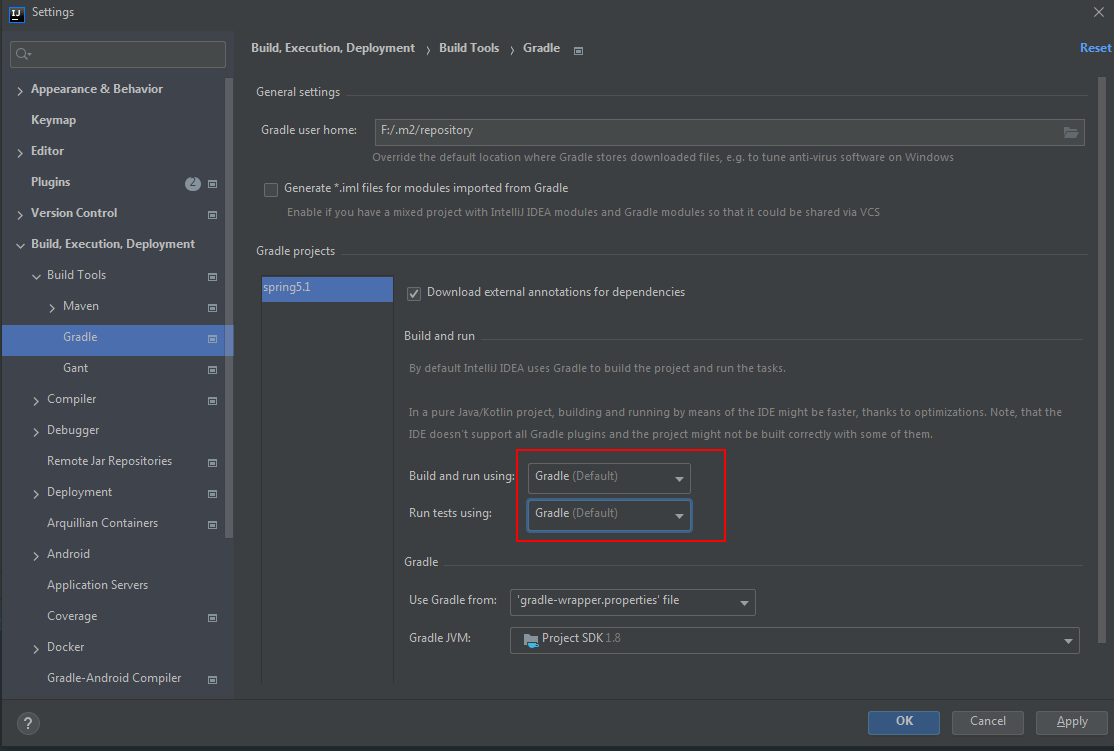 Settings
Build, Execution, Deployment › Build Tools › Gradle
Reset
Appearance & Behavior
Keymap
Editor
Plugins 2
Version Control
Build, Execution, Deployment
Build Tools
Maven
Gradle
Gant
Compiler
Debugger
Remote Jar Repositories
Deployment
Arquillian Containers
Android
Application Servers
Coverage
Docker
Gradle-Android Compiler
General settings
Gradle user home: F:/.m2/repository
Override the default location where Gradle stores downloaded files, e.g. to tune anti-virus software on Windows
Generate *.iml files for modules imported from Gradle
Enable if you have a mixed project with IntelliJ IDEA modules and Gradle modules so that it could be shared via VCS
Gradle projects
spring5.1
Download external annotations for dependencies
Build and run
By default IntelliJ IDEA uses Gradle to build the project and run the tasks.
In a pure Java/Kotlin project, building and running by means of the IDE might be faster, thanks to optimizations. Note, that the
IDE doesn't support all Gradle plugins and the project might not be built correctly with some of them.
Build and run using: Gradle (Default)
Run tests using: Gradle (Default)
Gradle
Use Gradle from: 'gradle-wrapper.properties' file
Gradle JVM: Project SDK 1.8
?
OK
Cancel
Apply